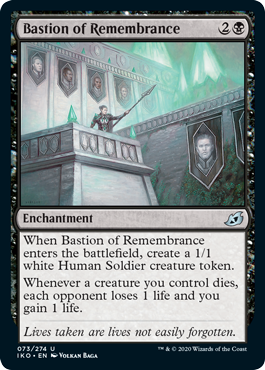 Bastion of Remembrance 2
Enchantment
When Bastion of Remembrance
enters the battlefield, create a 1/1
white Human Soldier creature token.
Whenever a creature you control dies,
each opponent loses 1 life and you
gain 1 life.
Lives taken are lives not easily forgotten.
073/274 U
IKO • EN VOLKAN BAGA
™ & © 2020 Wizards of the Coast